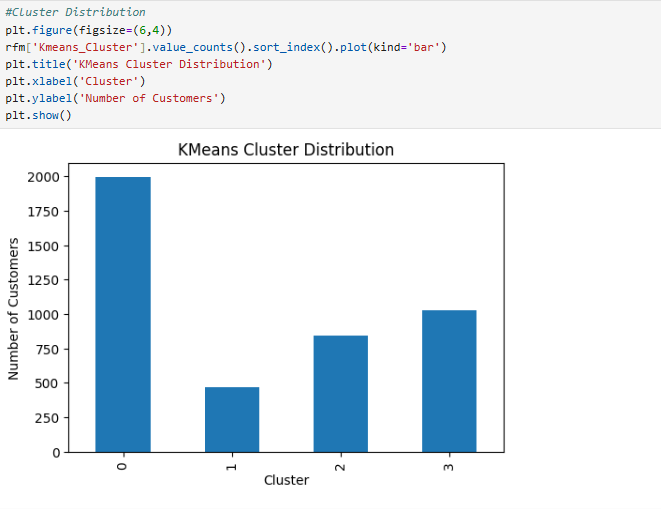 #Cluster Distribution
plt.figure(figsize=(6,4))
rfm['Kmeans_Cluster'].value_counts().sort_index().plot(kind='bar')
plt.title('KMeans Cluster Distribution')
plt.xlabel('Cluster')
plt.ylabel('Number of Customers')
plt.show()
KMeans Cluster Distribution
Number of Customers
2000
1750
1500
1250
1000
750
500
250
0
0 1 2 3
Cluster